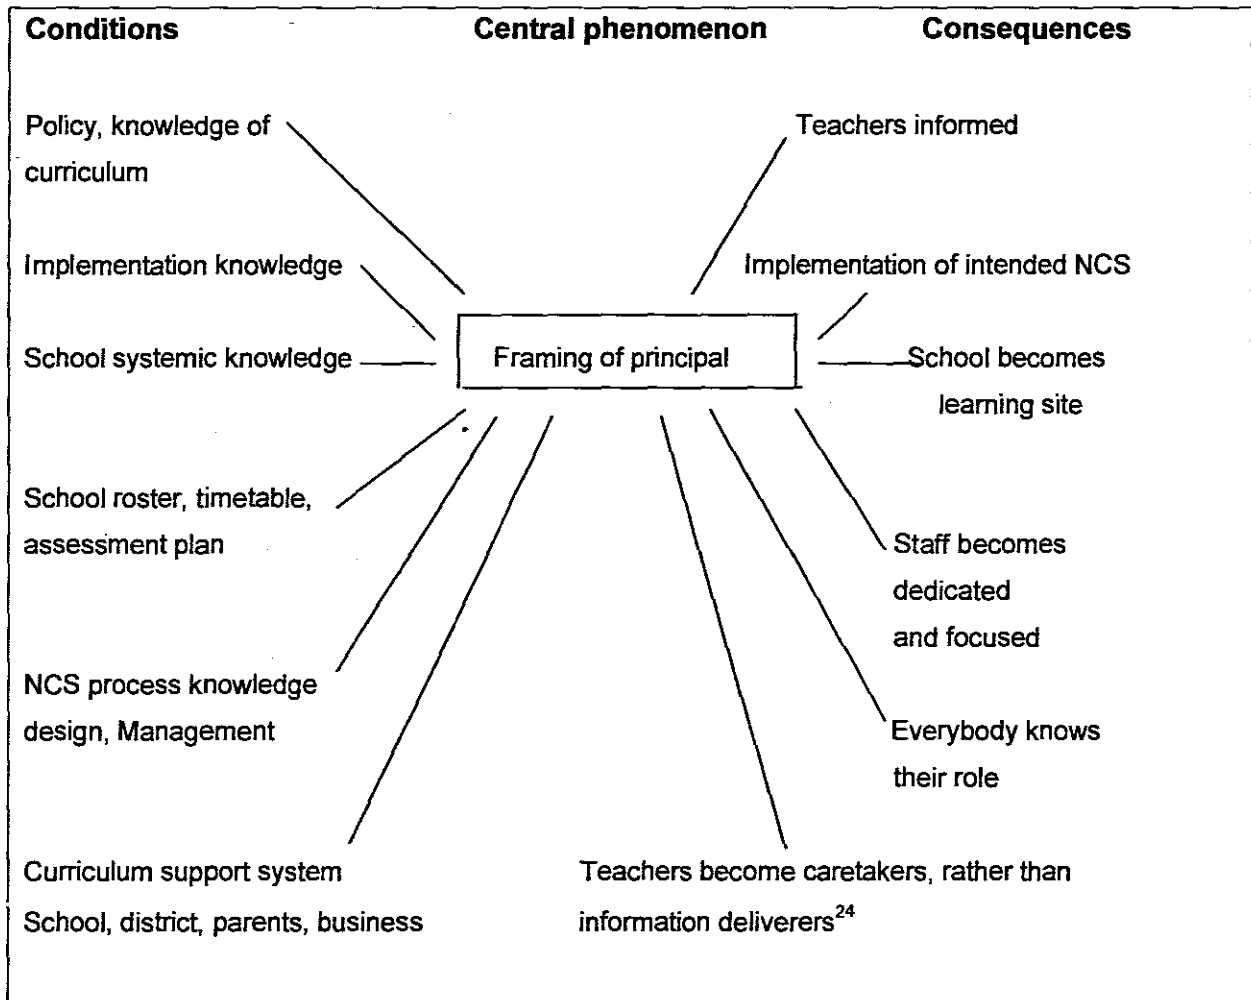 Conditions Central phenomenon Consequences
Policy, knowledge of
curriculum
Teachers informed
Implementation knowledge
Implementation of intended NCS
School systemic knowledge
Framing of principal
School becomes
learning site
School roster, timetable,
assessment plan
Staff becomes
dedicated
and focused
NCS process knowledge
design, Management
Everybody knows
their role
Curriculum support system
School, district, parents, business
Teachers become caretakers, rather than
information deliverers²⁴